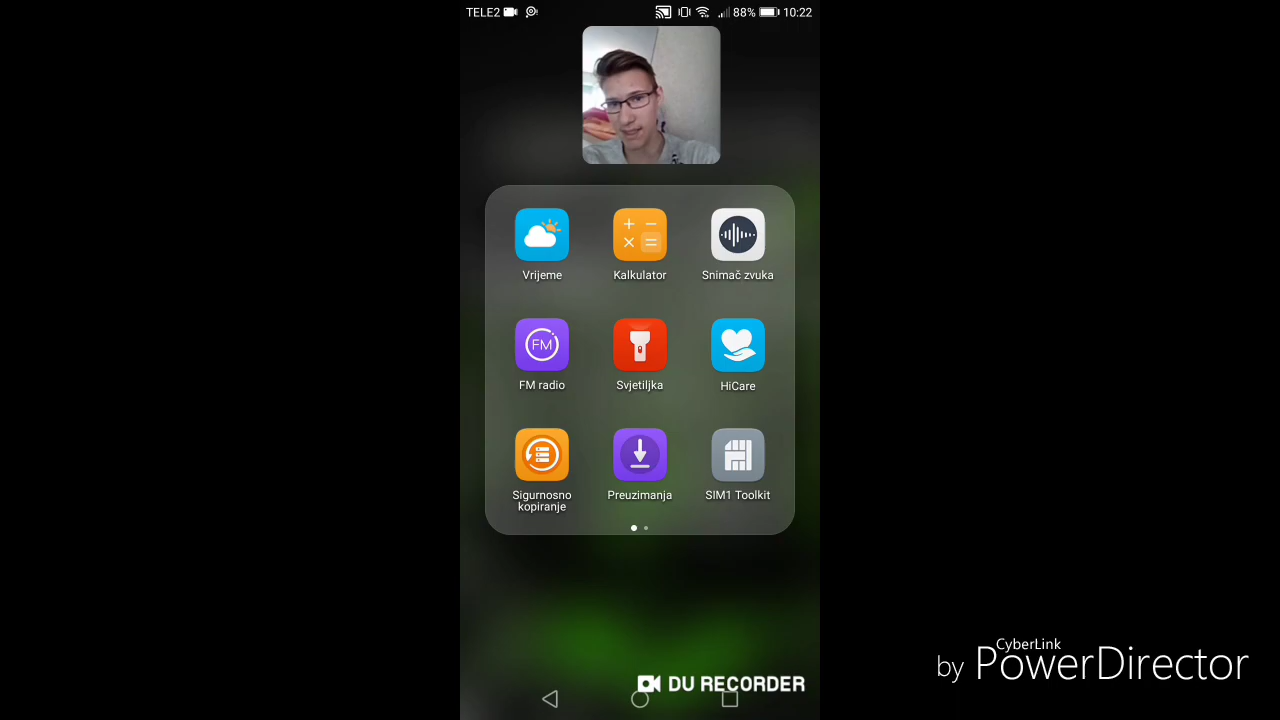 TELE2
88%
10:22
Vrijeme
Kalkulator
Snimač zvuka
FM
FM radio
Svjetiljka
HiCare
Sigurnosno
kopiranje
Preuzimanja
SIM1 Toolkit
DU RECORDER
CyberLink
by PowerDirector